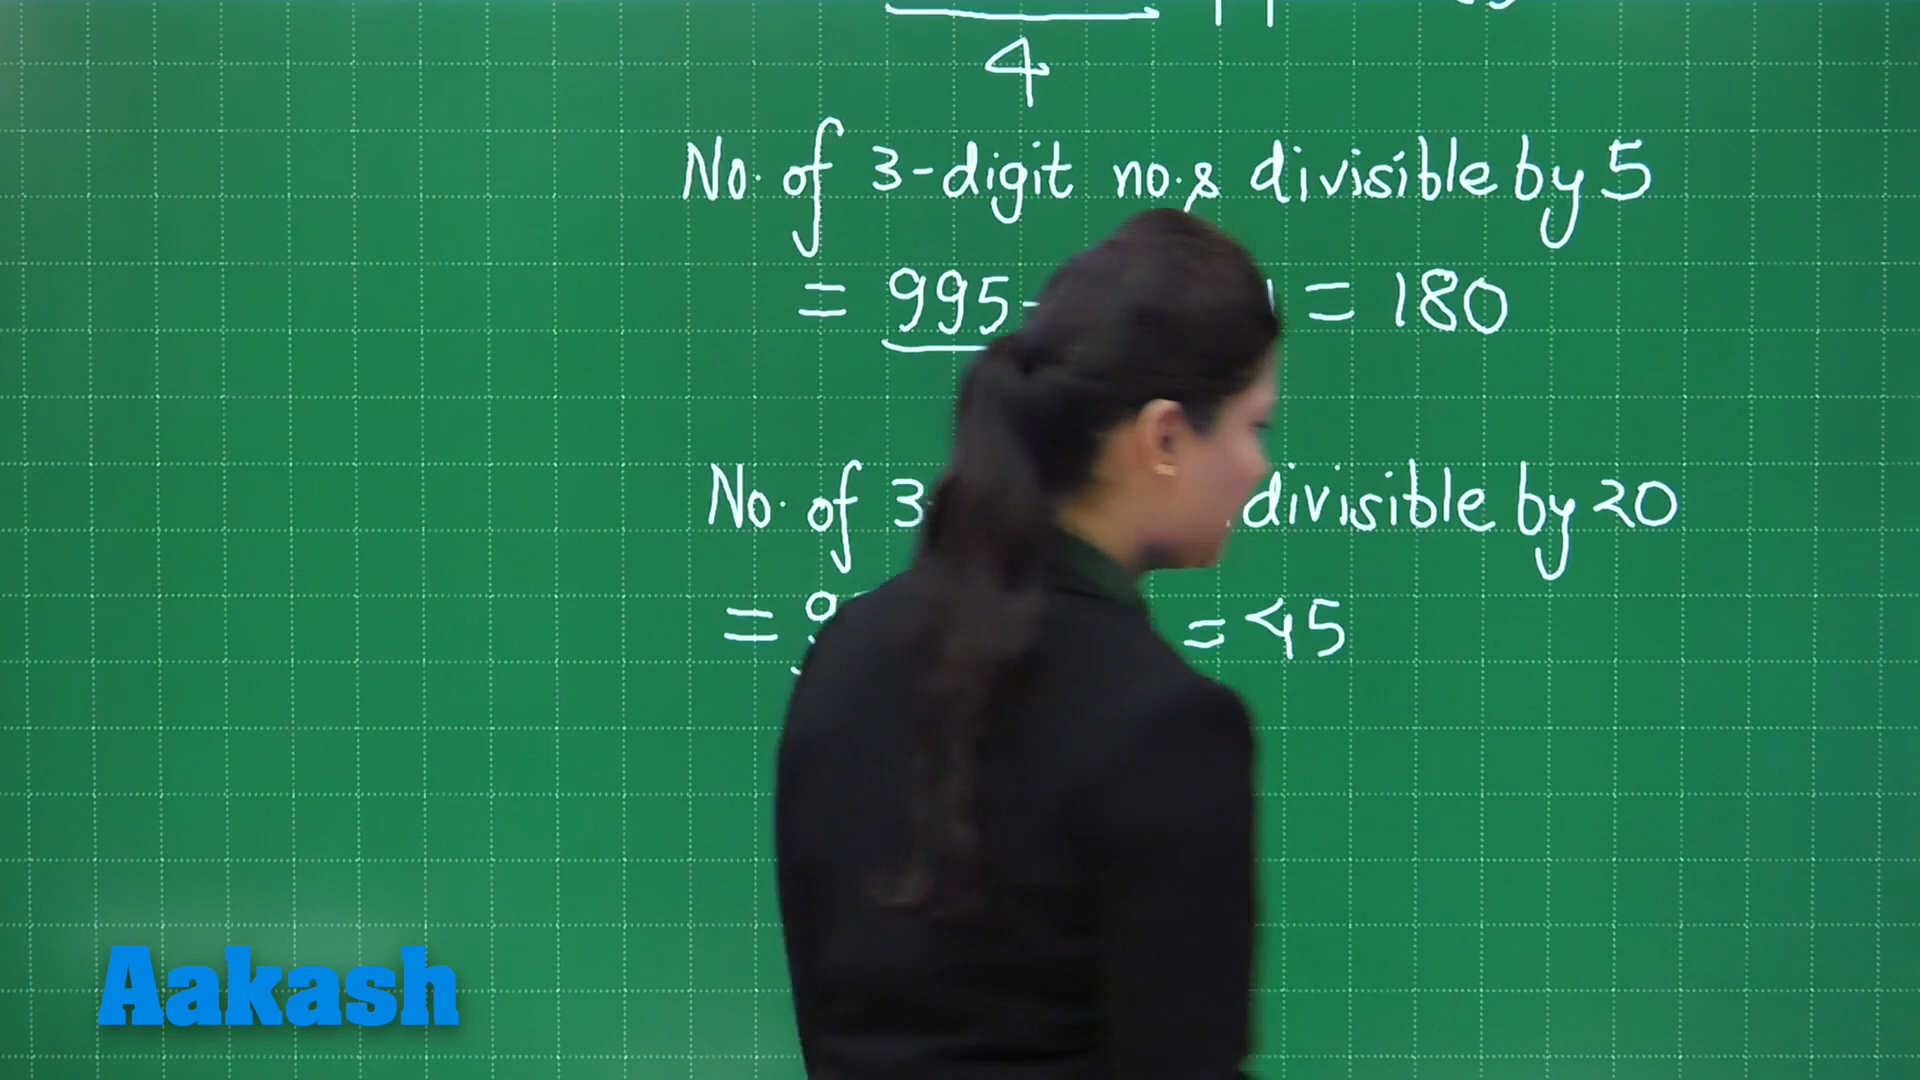 4
No. of 3-digit no.s divisible by 5
= 995- = 180
No. of 3- divisible by 20
= 9 = 45
Aakash